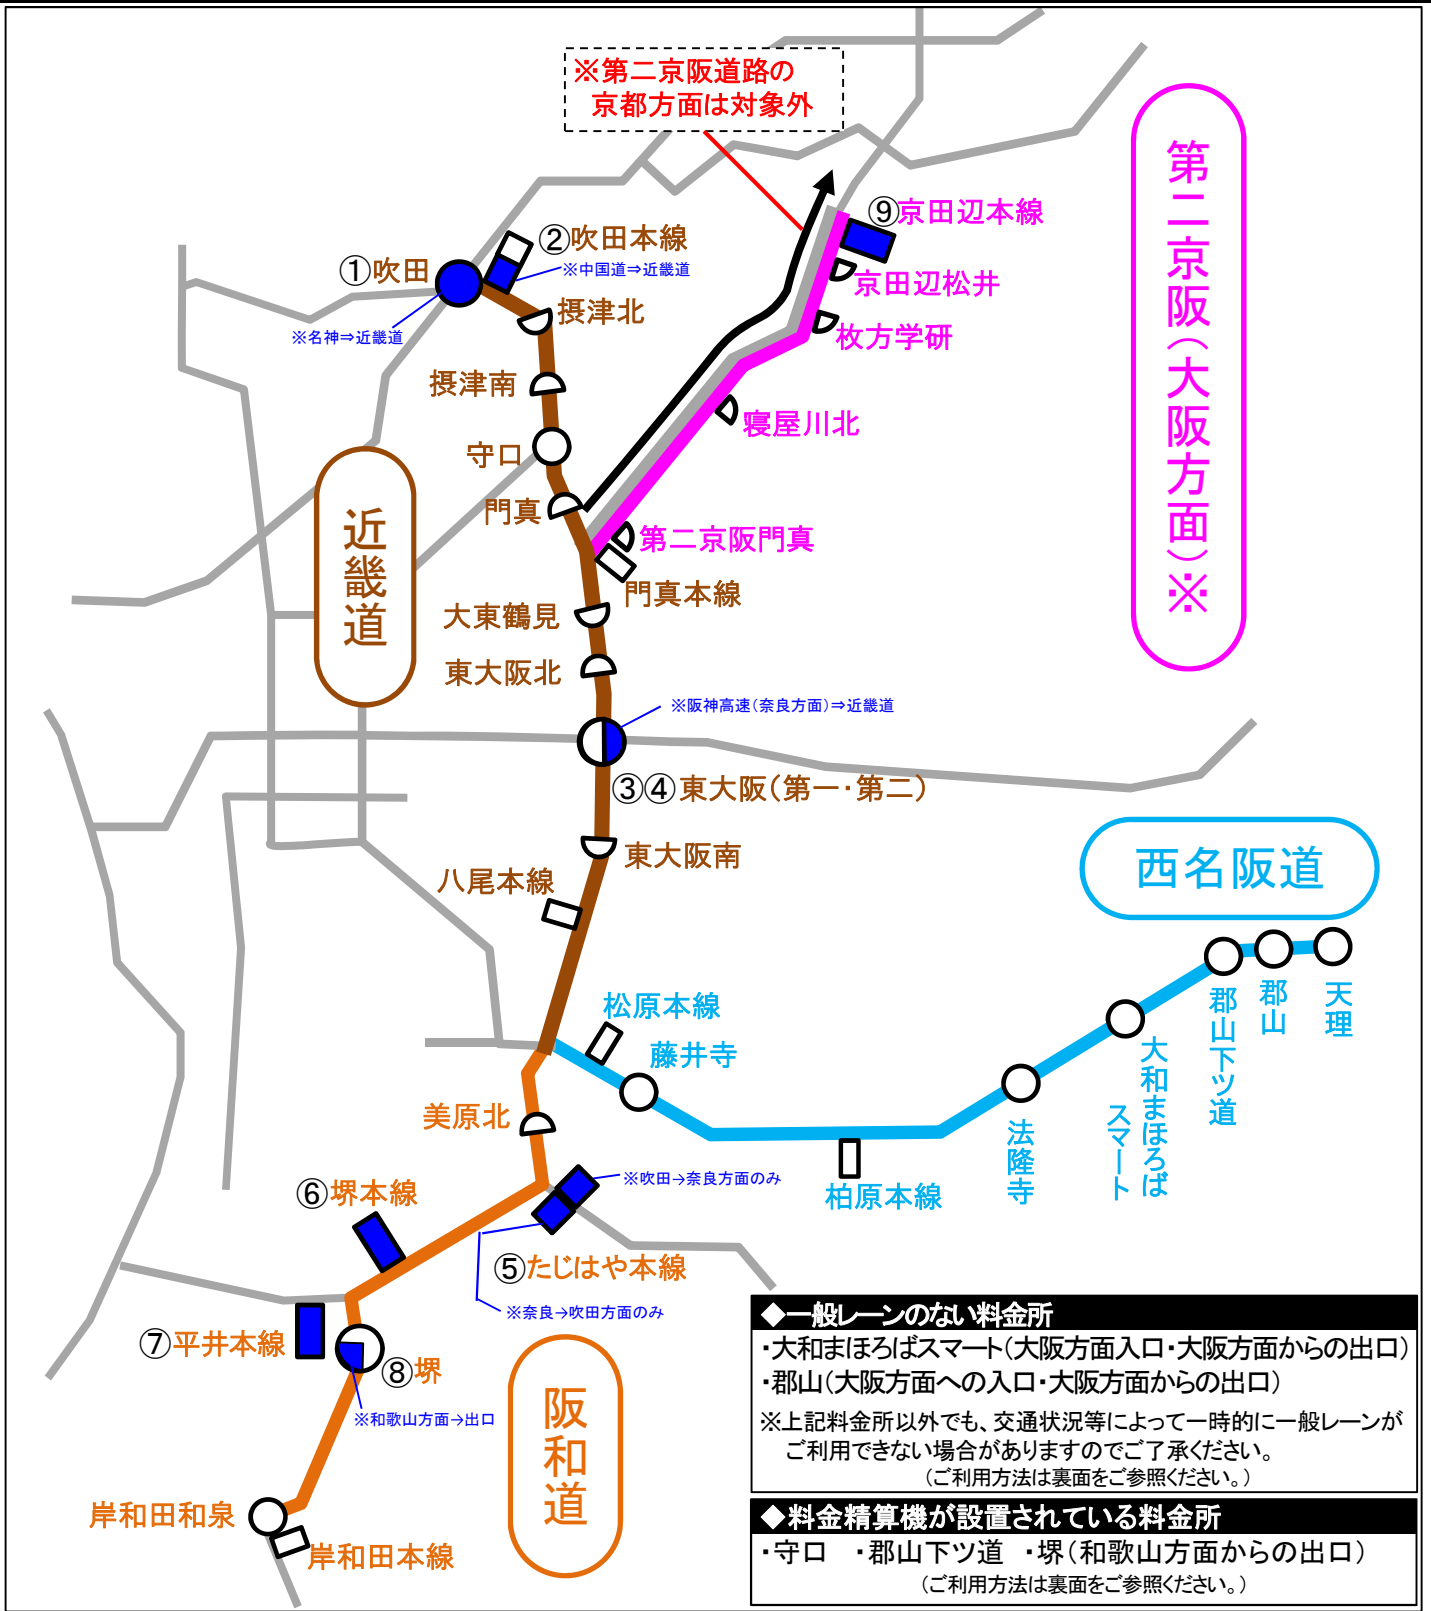 ※第二京阪道路の
京都方面は対象外
第二京阪(大阪方面)※
⑨京田辺本線
②吹田本線
※中国道⇒近畿道
①吹田
京田辺松井
摂津北
※名神⇒近畿道
枚方学研
摂津南
寝屋川北
守口
門真
近畿道
第二京阪門真
門真本線
大東鶴見
東大阪北
※阪神高速(奈良方面)⇒近畿道
③④東大阪(第一・第二)
東大阪南
八尾本線
西名阪道
松原本線
藤井寺
郡山下ツ道
郡山
天理
大和まほろば
スマート
法隆寺
美原北
柏原本線
※吹田→奈良方面のみ
⑥堺本線
⑤たじはや本線
※奈良→吹田方面のみ
⑦平井本線
⑧堺
※和歌山方面→出口
阪和道
岸和田和泉
岸和田本線
◆一般レーンのない料金所
・大和まほろばスマート(大阪方面入口・大阪方面からの出口)
・郡山(大阪方面への入口・大阪方面からの出口)
※上記料金所以外でも、交通状況等によって一時的に一般レーンが
ご利用できない場合がありますのでご了承ください。
(ご利用方法は裏面をご参照ください。)
◆料金精算機が設置されている料金所
・守口 ・郡山下ツ道 ・堺(和歌山方面からの出口)
(ご利用方法は裏面をご参照ください。)